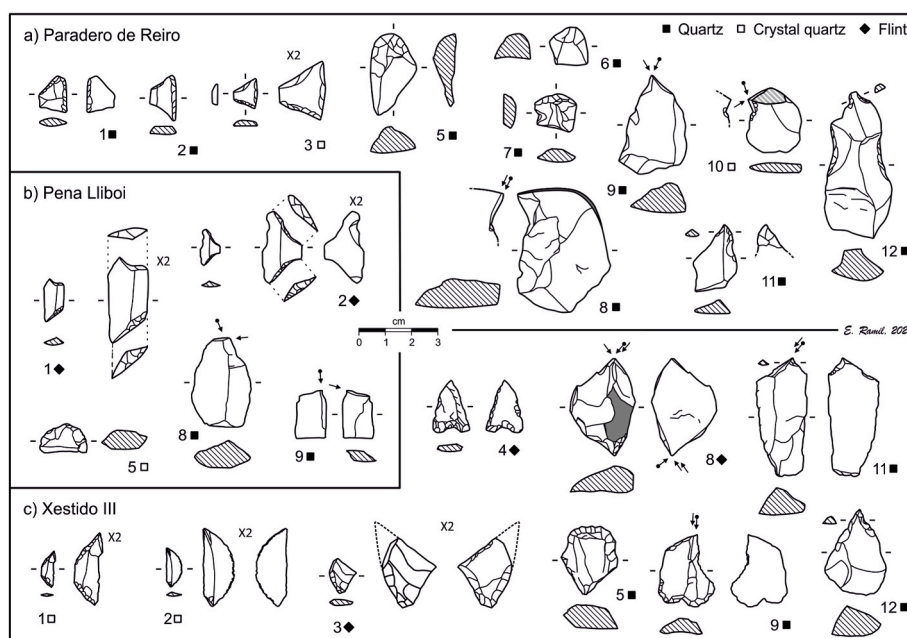 ■ Quartz □ Crystal quartz ◆ Flint
a) Paradero de Reiro
1■
2■
X2
3□
5■
6■
7■
8■
9■
10□
11■
12■
b) Pena Lliboi
X2
1◆
X2
2◆
5□
8■
9■
cm
0 1 2 3
E. Ramil, 202
c) Xestido III
X2
1□
X2
2□
X2
3◆
4◆
5■
8◆
9■
11■
12■